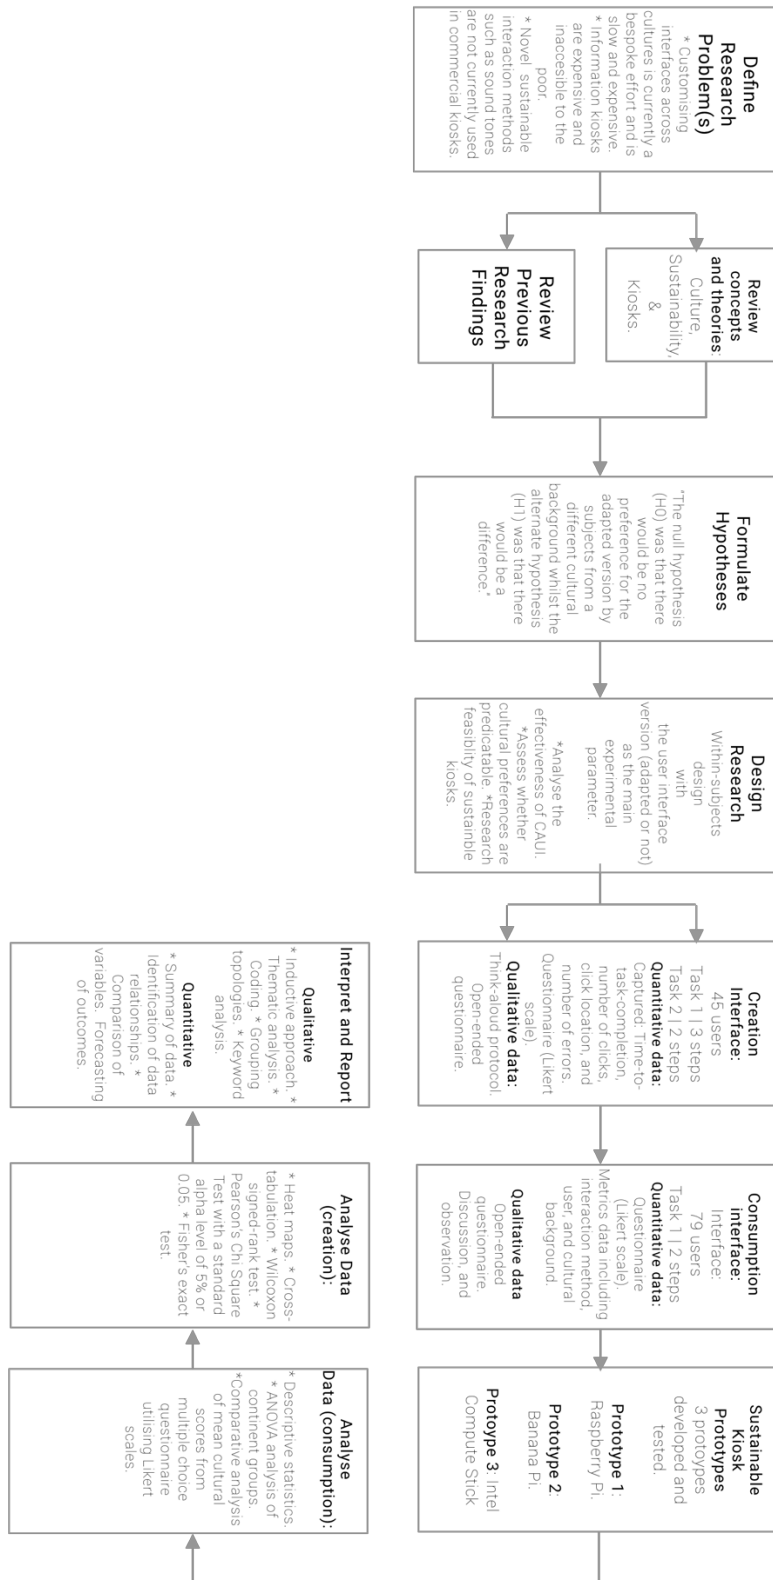 Define
Research
Problem(s)
* Customising
interfaces across
cultures is currently a
bespoke effort and is
slow and expensive.
* Information kiosks
are expensive and
inaccesible to the
poor.
* Novel sustainable
interaction methods
such as sound tones
are not currently used
in commercial kiosks.
Review
concepts
and theories:
Culture,
Sustainability,
&
Kiosks.
Review
Previous
Research
Findings
Formulate
Hypotheses
"The null hypothesis
(H0) was that there
would be no
preference for the
adapted version by
subjects from a
different cultural
background whilst the
alternate hypothesis
(H1) was that there
would be a
difference."
Design
Research
Within-subjects
design
with
the user interface
version (adapted or not)
as the main
experimental
parameter.
*Analyse the
effectiveness of CAUI.
*Assess whether
cultural preferences are
predicatable. *Research
feasiblity of sustainble
kiosks.
Creation
Interface:
45 users
Task 1 | 3 steps
Task 2 | 2 steps
Quantitative data:
Captured: Time-to-
task-completion,
number of clicks,
click location, and
number of errors.
Questionnaire (Likert
scale).
Qualitative data:
Think-aloud protocol.
Open-ended
questionnaire.
Consumption
interface:
Interface:
79 users
Task 1 | 2 steps
Quantitative data:
Questionnaire
(Likert scale).
Metrics data including
interaction method,
user, and cultural
background.
Qualitative data
Open-ended
questionnaire,
Discussion, and
observation.
Sustainable
Kiosk
Prototypes
3 protoypes
developed and
tested.
Prototype 1:
Raspberry Pi.
Prototype 2:
Banana Pi.
Protoype 3: Intel
Compute Stick
Analyse
Data (consumption):
* Descriptive statistics.
* ANOVA analysis of
continent groups.
*Comparative analysis
of mean cultural
scores from
multiple choice
questionnaire
utilising Likert
scales.
Analyse Data
(creation):
* Heat maps. * Cross-
tabulation. * Wilcoxon
signed-rank test. *
Pearson's Chi Square
Test with a standard
alpha level of 5% or
0.05. * Fisher's exact
test.
Interpret and Report
Qualitative
* Inductive approach. *
Thematic analysis. *
Coding- * Grouping
topologies. * Keyword
analysis.
Quantitative
* Summary of data. *
Identification of data
relationships. *
Comparison of
variables. Forecasting
of outcomes.